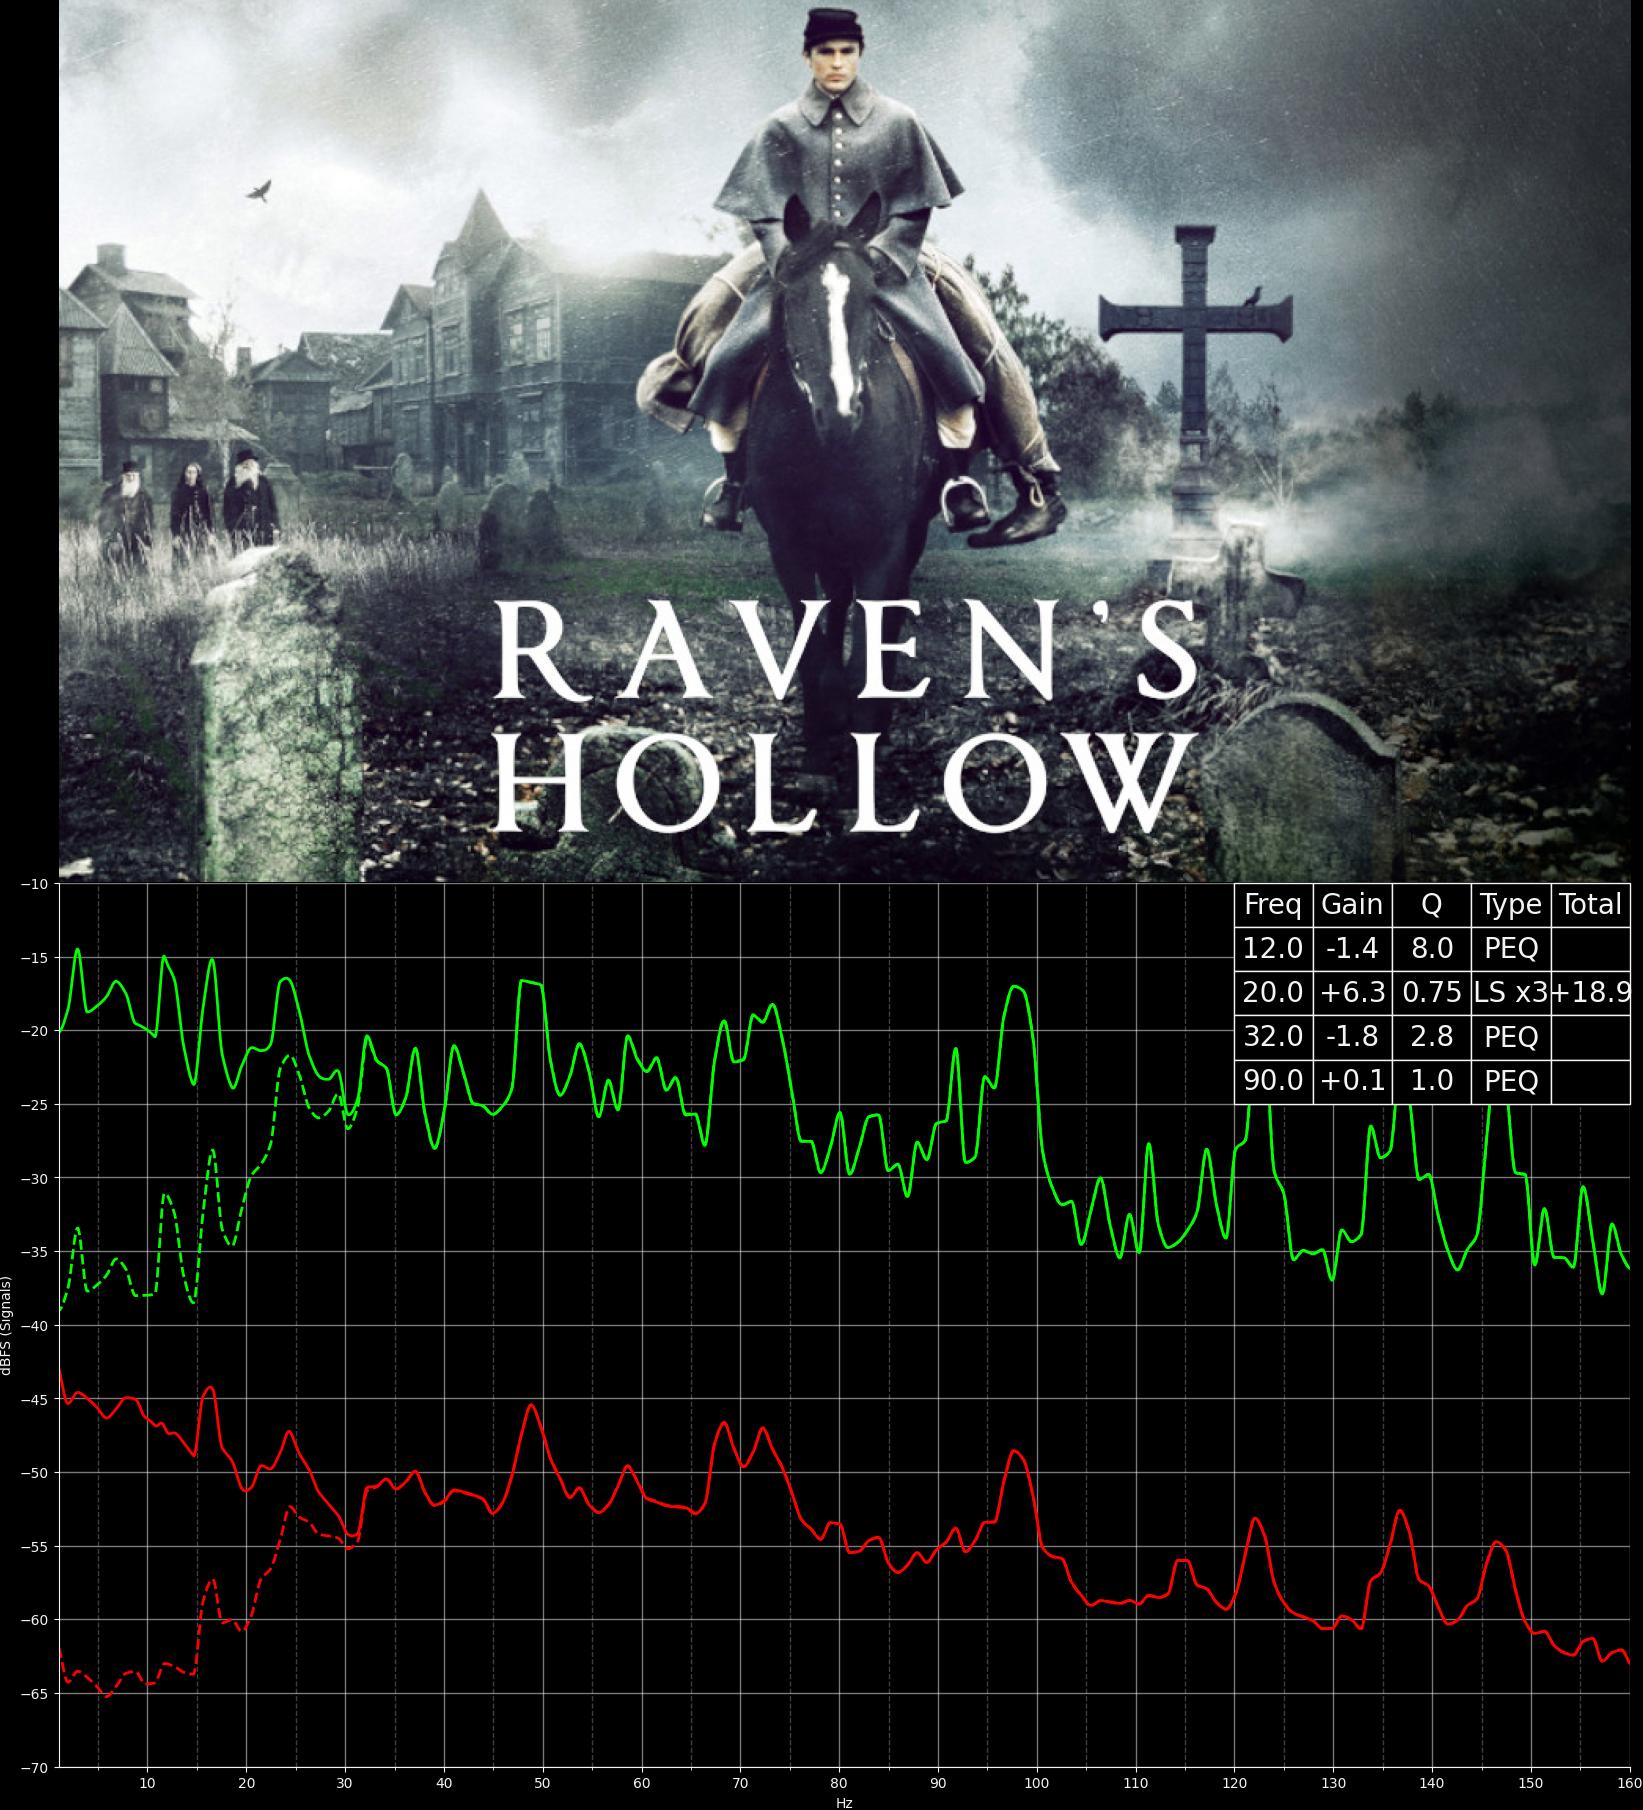 RAVEN'S
HOLLOW
Freq Gain Q Type Total
12.0 -1.4 8.0 PEQ
20.0 +6.3 0.75 LS x3 +18.9
32.0 -1.8 2.8 PEQ
90.0 +0.1 1.0 PEQ
−10
−15
−20
−25
−30
−35
−40
−45
−50
−55
−60
−65
−70
dBFS (Signals)
10 20 30 40 50 60 70 80 90 100 110 120 130 140 150 160
Hz